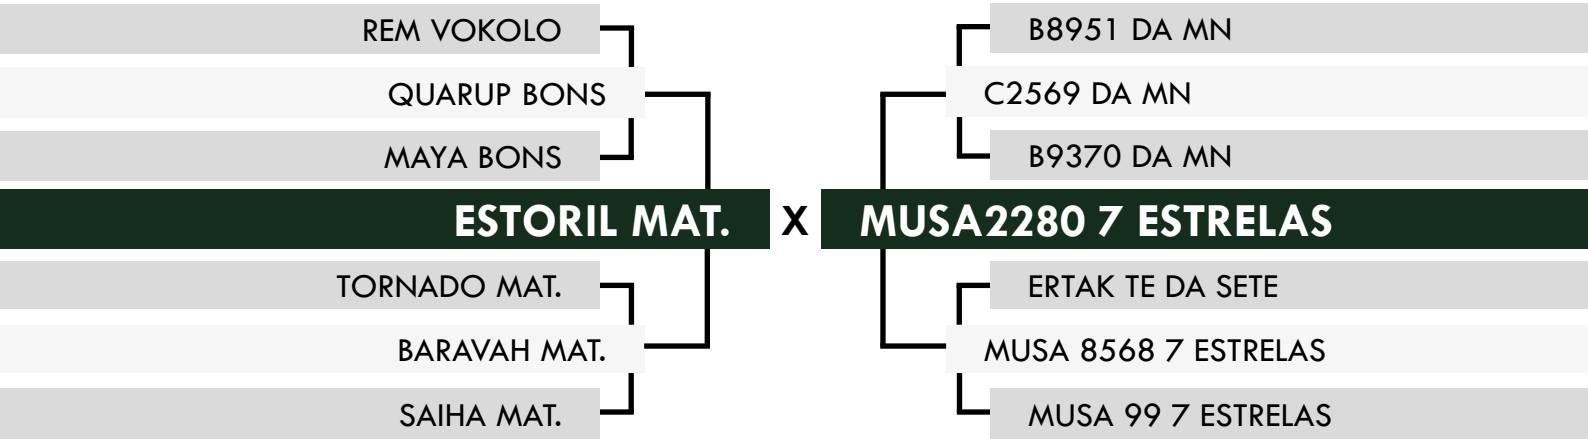 REM VOKOLO
QUARUP BONS
MAYA BONS
ESTORIL MAT.
TORNADO MAT.
BARAVAH MAT.
SAIHA MAT.
X
B8951 DA MN
C2569 DA MN
B9370 DA MN
MUSA2280 7 ESTRELAS
ERTAK TE DA SETE
MUSA 8568 7 ESTRELAS
MUSA 99 7 ESTRELAS